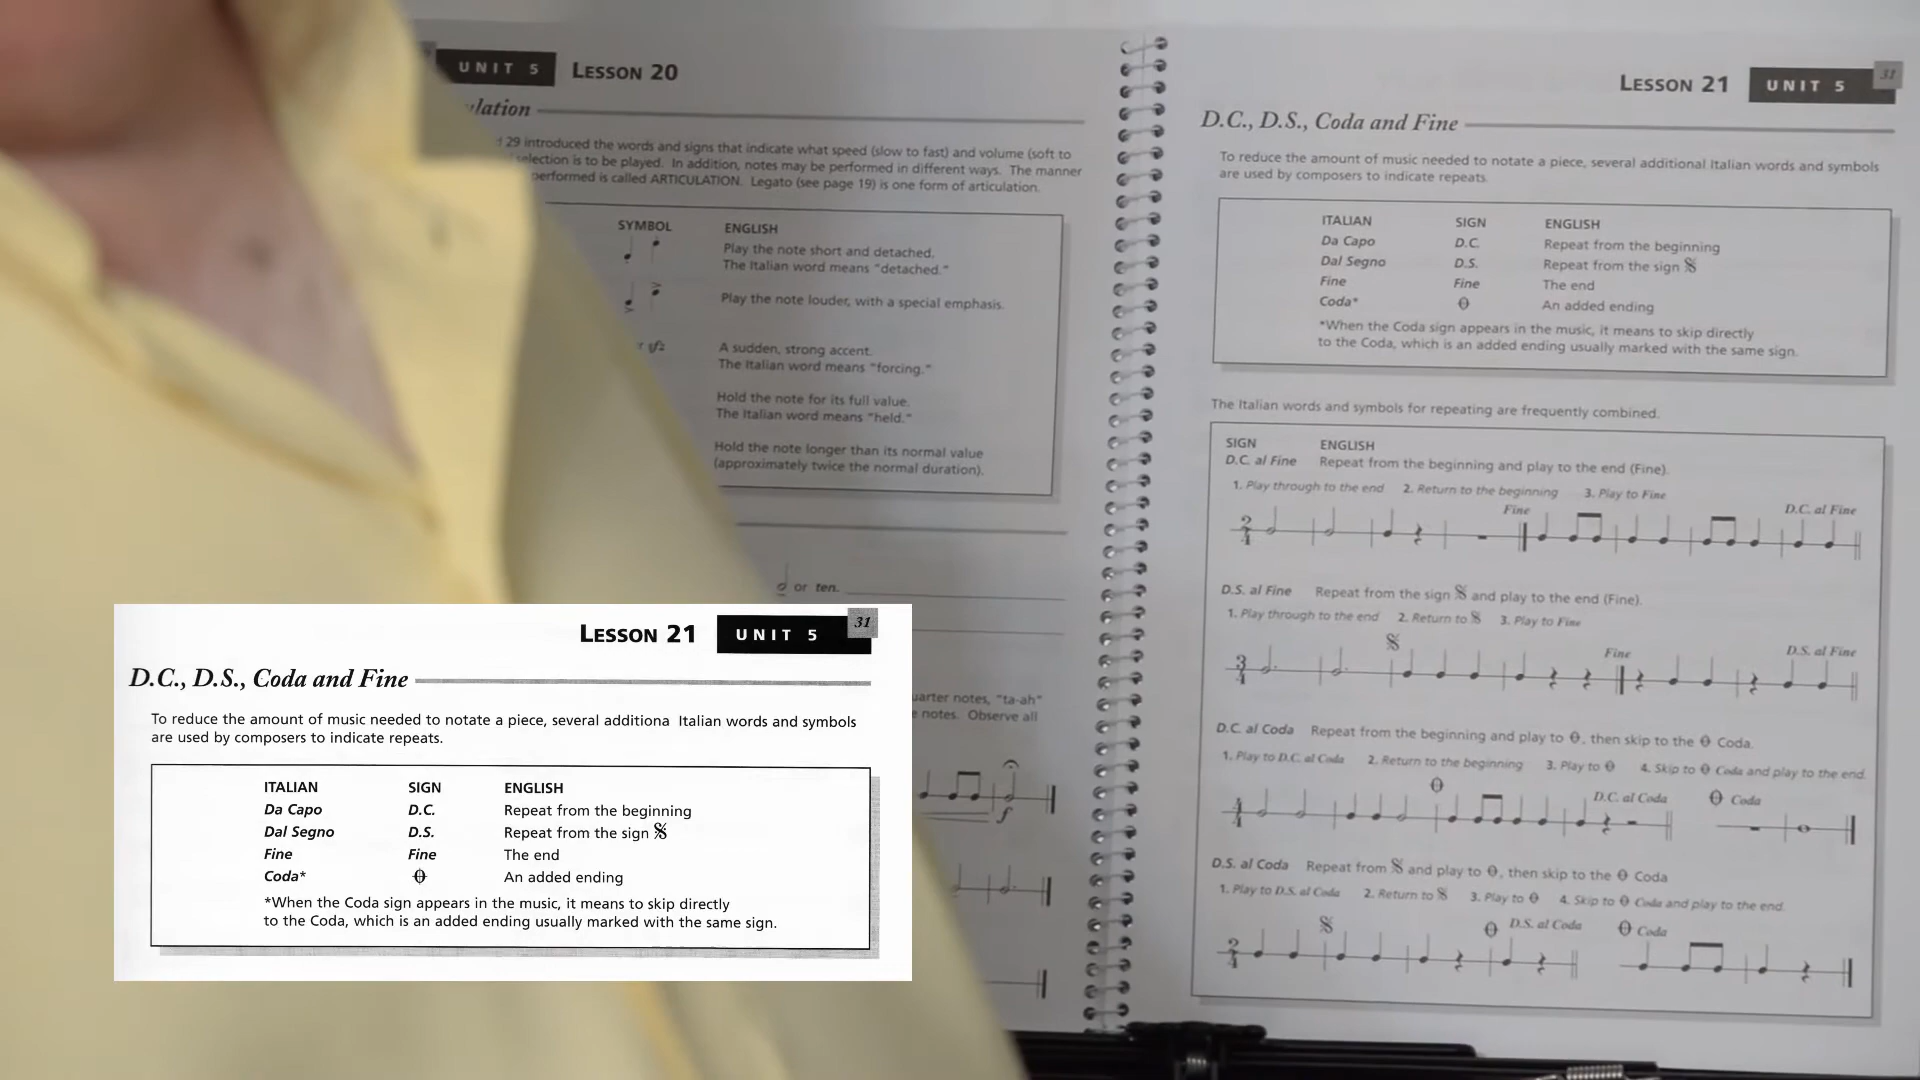 UNIT 5 LESSON 20
lation
29 introduced the words and signs that indicate what speed (slow to fast) and volume (soft to
selection is to be played. In addition, notes may be performed in different ways. The manner
performed is called ARTICULATION. Legato (see page 19) is one form of articulation.
SYMBOL ENGLISH
Play the note short and detached.
The Italian word means "detached."
Play the note louder, with a special emphasis.
sfz A sudden, strong accent.
The Italian word means "forcing."
Hold the note for its full value.
The Italian word means "held."
Hold the note longer than its normal value
(approximately twice the normal duration).
or ten.
uarter notes, "ta-ah"
notes. Observe all
f
LESSON 21 UNIT 5 31
D.C., D.S., Coda and Fine
To reduce the amount of music needed to notate a piece, several additional Italian words and symbols
are used by composers to indicate repeats.
ITALIAN SIGN ENGLISH
Da Capo D.C. Repeat from the beginning
Dal Segno D.S. Repeat from the sign 𝄋
Fine Fine The end
Coda* 𝄌 An added ending
*When the Coda sign appears in the music, it means to skip directly
to the Coda, which is an added ending usually marked with the same sign.
The Italian words and symbols for repeating are frequently combined.
SIGN ENGLISH
D.C. al Fine Repeat from the beginning and play to the end (Fine).
1. Play through to the end 2. Return to the beginning 3. Play to Fine
Fine D.C. al Fine
2/4
D.S. al Fine Repeat from the sign 𝄋 and play to the end (Fine).
1. Play through to the end 2. Return to 𝄋 3. Play to Fine
𝄋 Fine D.S. al Fine
3/4
D.C. al Coda Repeat from the beginning and play to 𝄌, then skip to the 𝄌 Coda.
1. Play to D.C. al Coda 2. Return to the beginning 3. Play to 𝄌 4. Skip to 𝄌 Coda and play to the end.
𝄌 D.C. al Coda 𝄌 Coda
4/4
D.S. al Coda Repeat from 𝄋 and play to 𝄌, then skip to the 𝄌 Coda
1. Play to D.S. al Coda 2. Return to 𝄋 3. Play to 𝄌 4. Skip to 𝄌 Coda and play to the end.
𝄋 𝄌 D.S. al Coda 𝄌 Coda
2/4
LESSON 21 UNIT 5 31
D.C., D.S., Coda and Fine
To reduce the amount of music needed to notate a piece, several additiona Italian words and symbols
are used by composers to indicate repeats.
ITALIAN SIGN ENGLISH
Da Capo D.C. Repeat from the beginning
Dal Segno D.S. Repeat from the sign 𝄋
Fine Fine The end
Coda* 𝄌 An added ending
*When the Coda sign appears in the music, it means to skip directly
to the Coda, which is an added ending usually marked with the same sign.